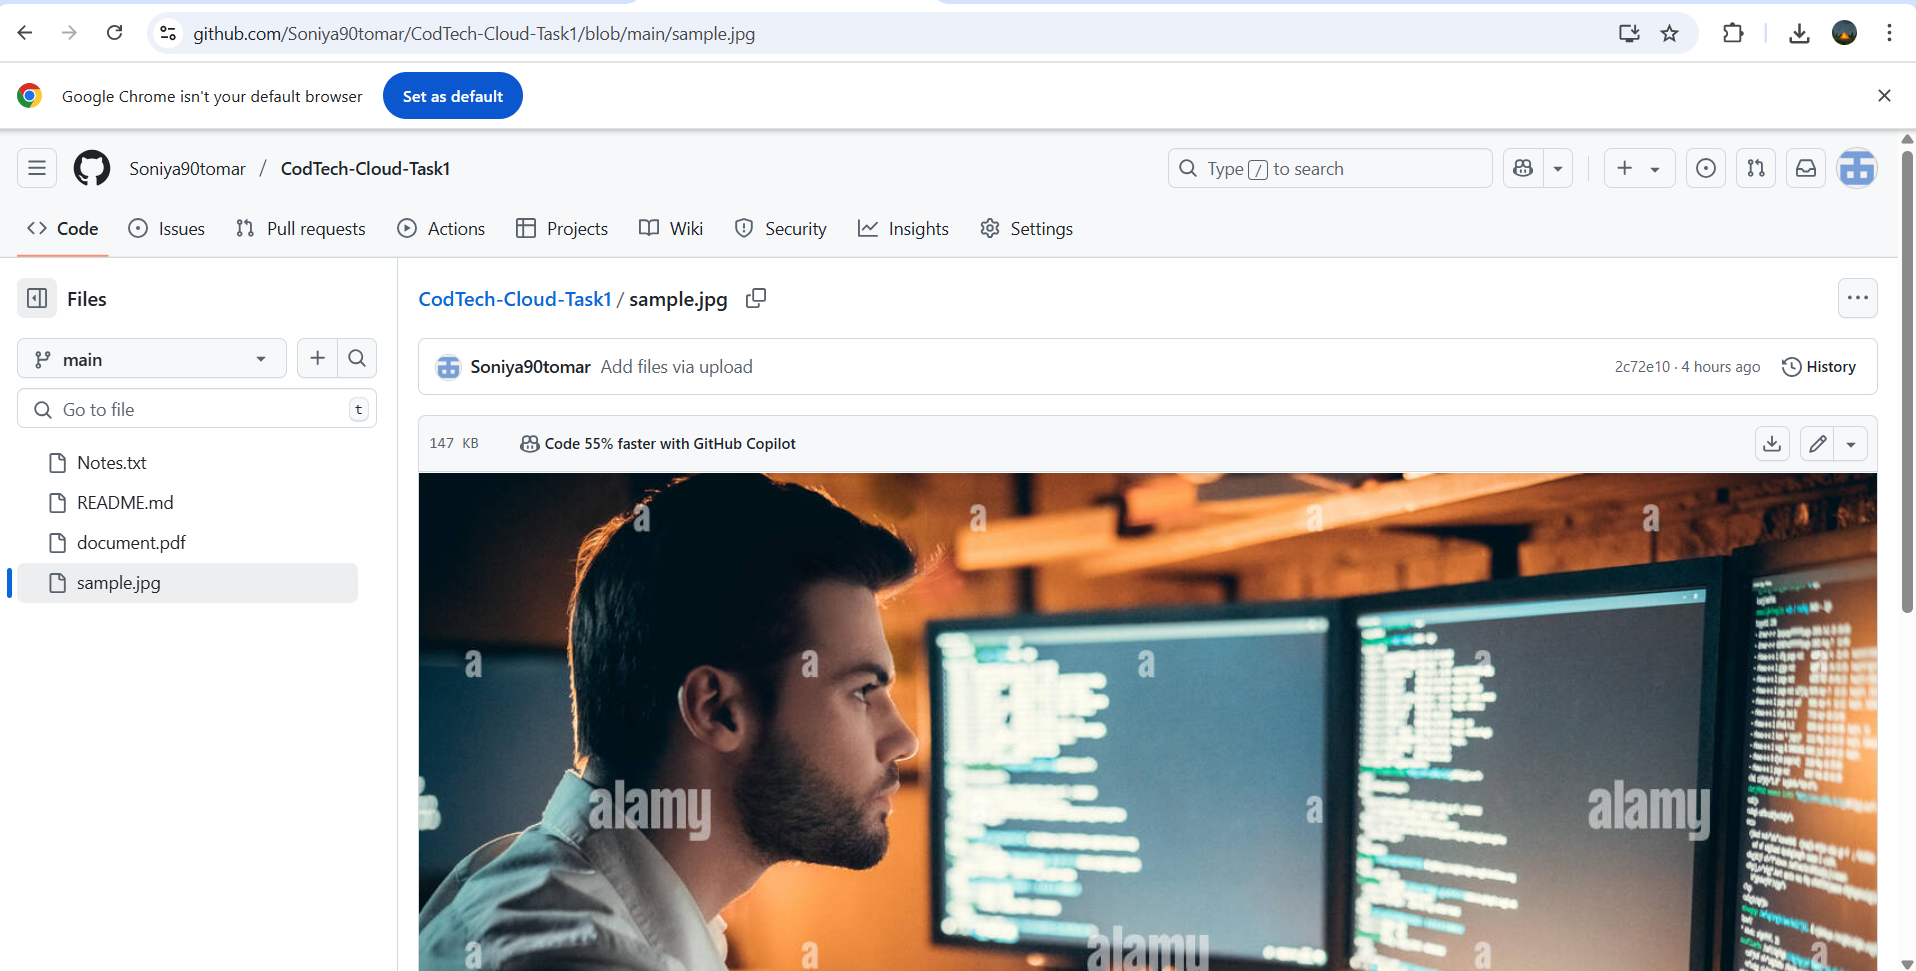 github.com/Soniya90tomar/CodTech-Cloud-Task1/blob/main/sample.jpg
Google Chrome isn't your default browser
Set as default
Soniya90tomar / CodTech-Cloud-Task1
Type / to search
Code
Issues
Pull requests
Actions
Projects
Wiki
Security
Insights
Settings
Files
main
Go to file
t
Notes.txt
README.md
document.pdf
sample.jpg
CodTech-Cloud-Task1 / sample.jpg
Soniya90tomar Add files via upload
2c72e10 · 4 hours ago
History
147 KB
Code 55% faster with GitHub Copilot
a a a a
a a a a
alamy a alamy
a a alamy a a